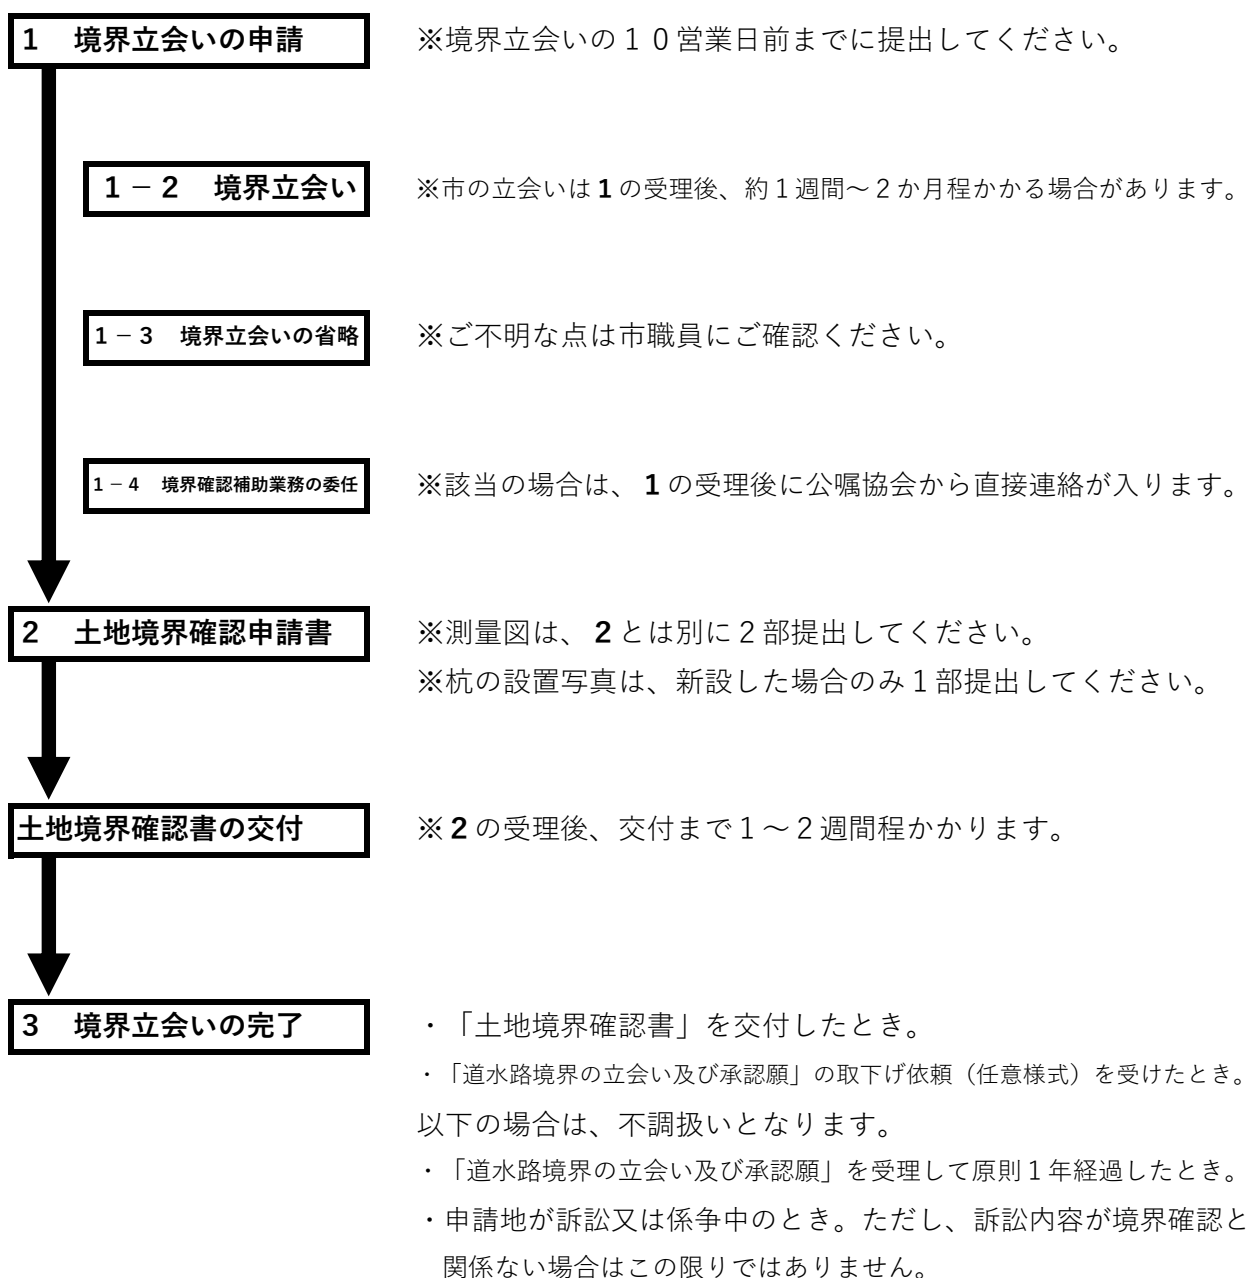 1　境界立会いの申請
※境界立会いの１０営業日前までに提出してください。
１－２　境界立会い
※市の立会いは１の受理後、約１週間～２か月程かかる場合があります。
１－３　境界立会いの省略
※ご不明な点は市職員にご確認ください。
１－４　境界確認補助業務の委任
※該当の場合は、１の受理後に公嘱協会から直接連絡が入ります。
2　土地境界確認申請書
※測量図は、２とは別に２部提出してください。
※杭の設置写真は、新設した場合のみ１部提出してください。
土地境界確認書の交付
※２の受理後、交付まで１～２週間程かかります。
3　境界立会いの完了
・「土地境界確認書」を交付したとき。
・「道水路境界の立会い及び承認願」の取下げ依頼（任意様式）を受けたとき。
以下の場合は、不調扱いとなります。
・「道水路境界の立会い及び承認願」を受理して原則１年経過したとき。
・申請地が訴訟又は係争中のとき。ただし、訴訟内容が境界確認と
関係ない場合はこの限りではありません。